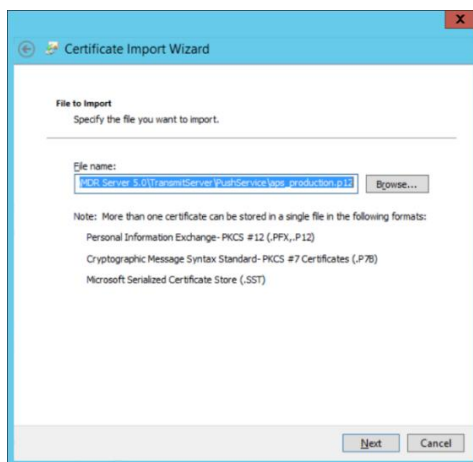 X
Certificate Import Wizard
File to Import
Specify the file you want to import.
File name:
MDR Server 5.0\TransmitServer\PushService\aps_production.p12
Browse...
Note: More than one certificate can be stored in a single file in the following formats:
Personal Information Exchange- PKCS #12 (.PFX,.P12)
Cryptographic Message Syntax Standard- PKCS #7 Certificates (.P7B)
Microsoft Serialized Certificate Store (.SST)
Next
Cancel